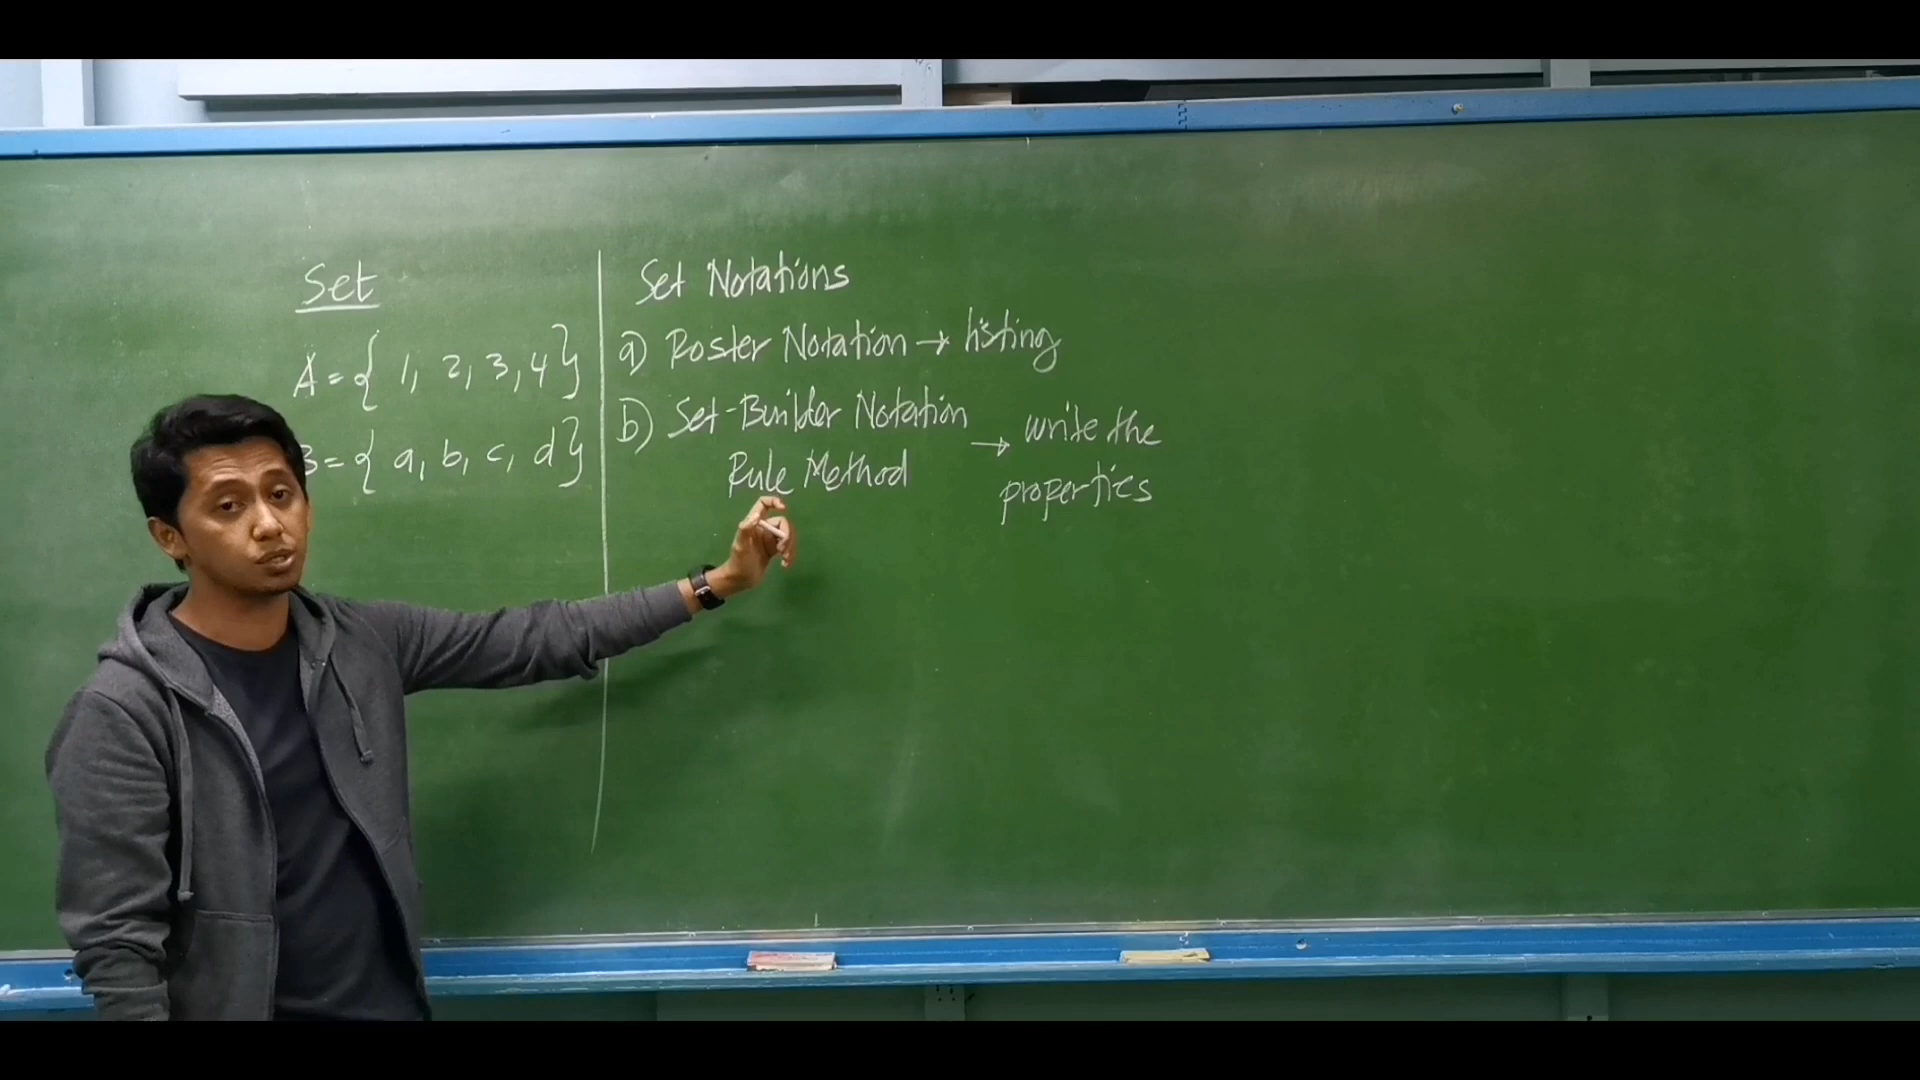 Set
A = { 1, 2, 3, 4 }
B = { a, b, c, d }
Set Notations
a) Roster Notation → listing
b) Set-Builder Notation
Rule Method
→ write the
properties